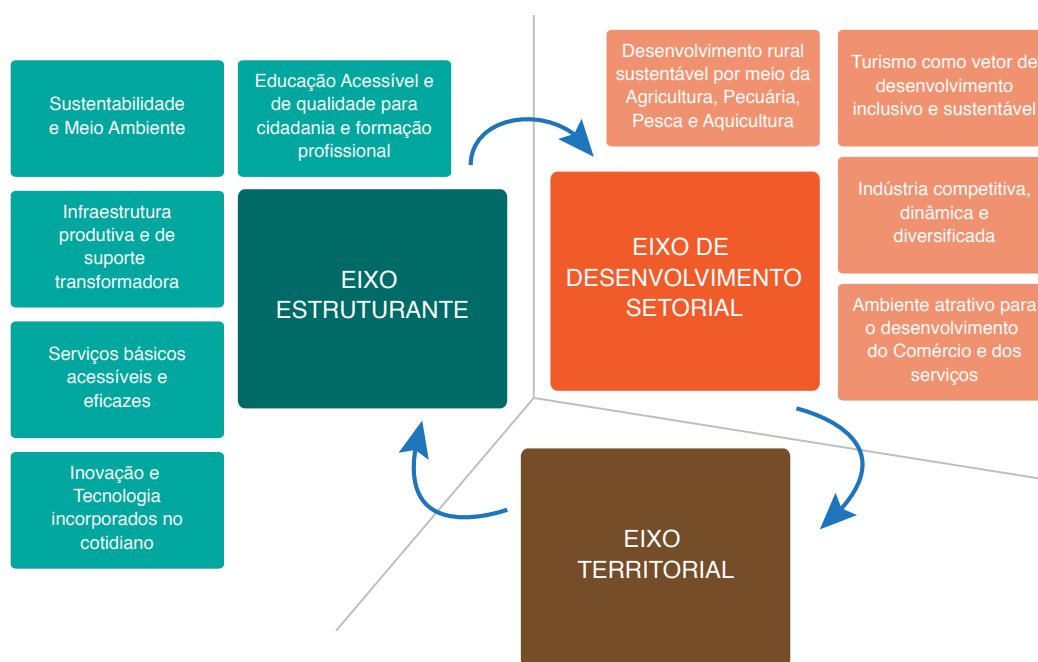 Sustentabilidade
e Meio Ambiente
Educação Acessível e
de qualidade para
cidadania e formação
profissional
Infraestrutura
produtiva e de
suporte
transformadora
Serviços básicos
acessíveis e
eficazes
Inovação e
Tecnologia
incorporados no
cotidiano
EIXO
ESTRUTURANTE
Desenvolvimento rural
sustentável por meio da
Agricultura, Pecuária,
Pesca e Aquicultura
Turismo como vetor de
desenvolvimento
inclusivo e sustentável
Indústria competitiva,
dinâmica e
diversificada
Ambiente atrativo para
o desenvolvimento
do Comércio e dos
serviços
EIXO DE
DESENVOLVIMENTO
SETORIAL
EIXO
TERRITORIAL